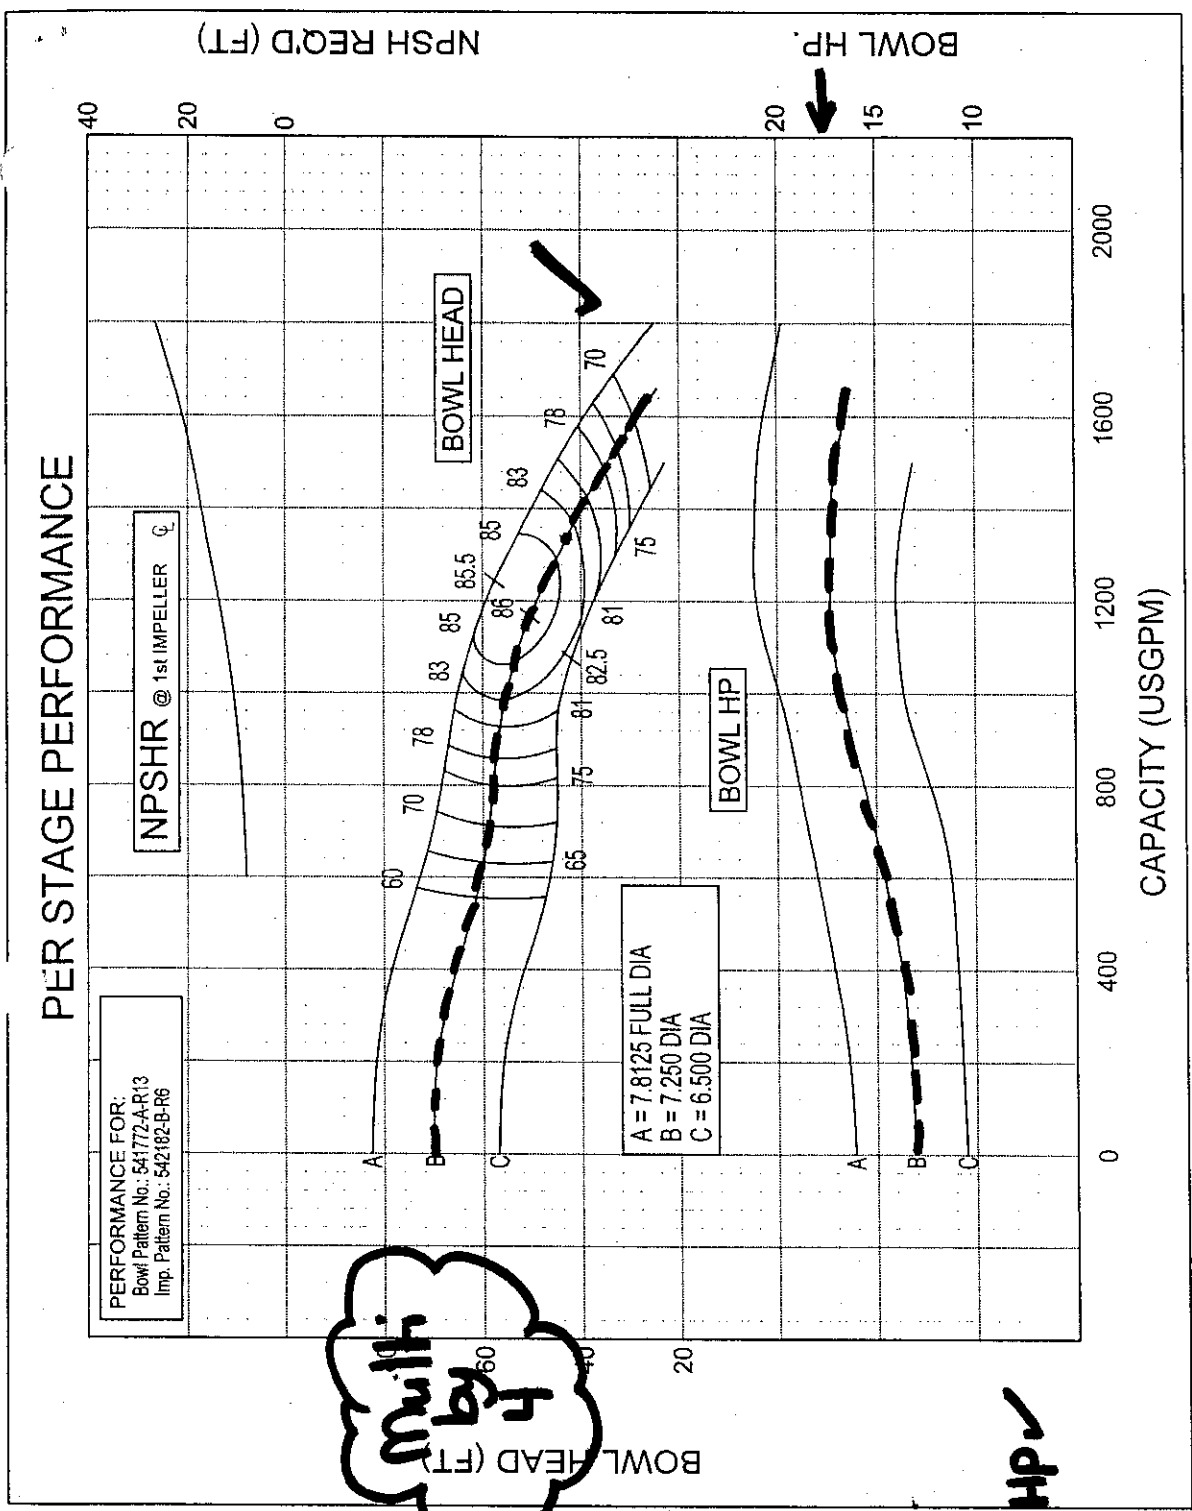 PER STAGE PERFORMANCE
PERFORMANCE FOR:
Bowl Pattern No.: 541772-A-R13
Imp. Pattern No.: 542182-B-R6
NPSHR @ 1st IMPELLER ℄
NPSH REQ'D (FT)
40
20
0
BOWL HEAD
BOWL HEAD (FT)
60
40
20
Multi
by
4
A
B
C
60
70
78
83
85
85.5
86
85
83
78
70
65
75
81
82.5
81
75
A = 7.8125 FULL DIA
B = 7.250 DIA
C = 6.500 DIA
BOWL HP
BOWL HP.
20
15
10
A
B
C
15
10
HP
0
400
800
1200
1600
2000
CAPACITY (USGPM)